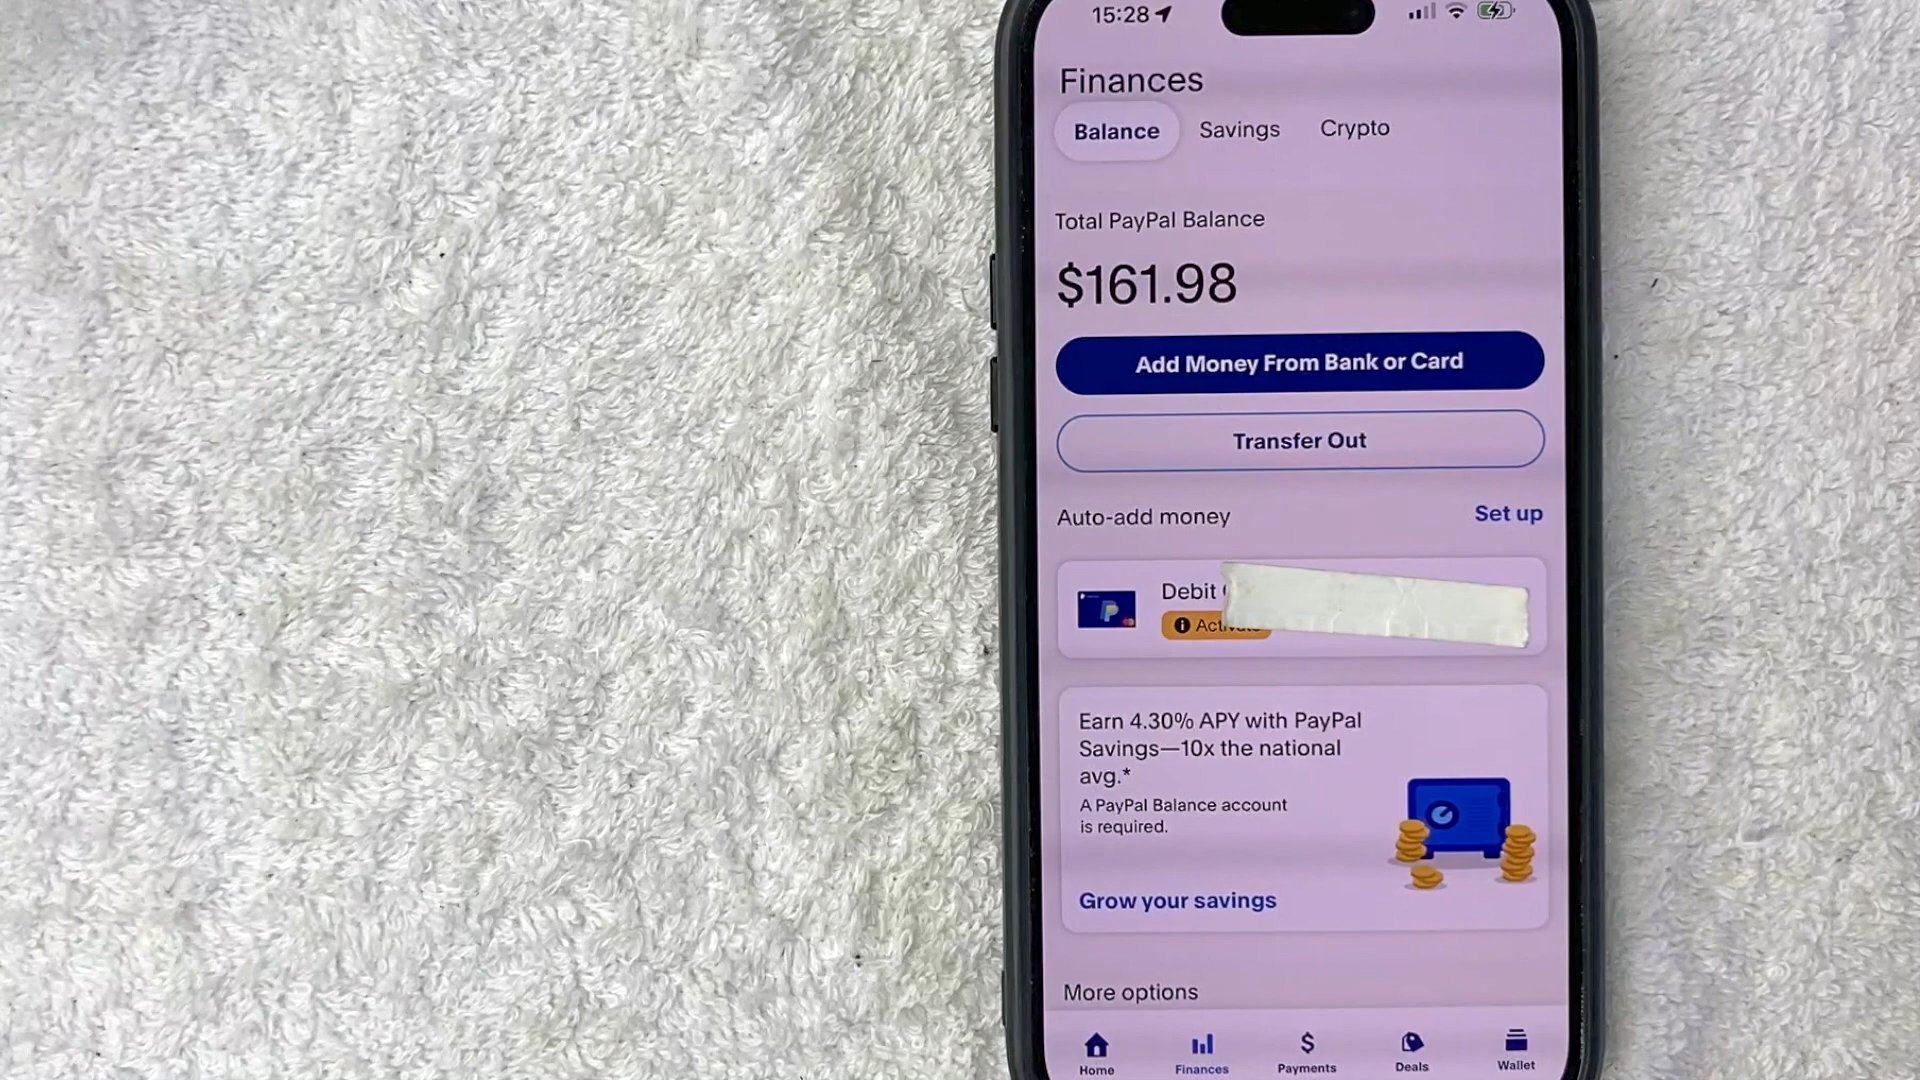 15:28
Finances
Balance Savings Crypto
Total PayPal Balance
$161.98
Add Money From Bank or Card
Transfer Out
Auto-add money Set up
Debit
Earn 4.30% APY with PayPal
Savings—10x the national
avg.*
A PayPal Balance account
is required.
Grow your savings
More options
Home Finances Payments Deals Wallet